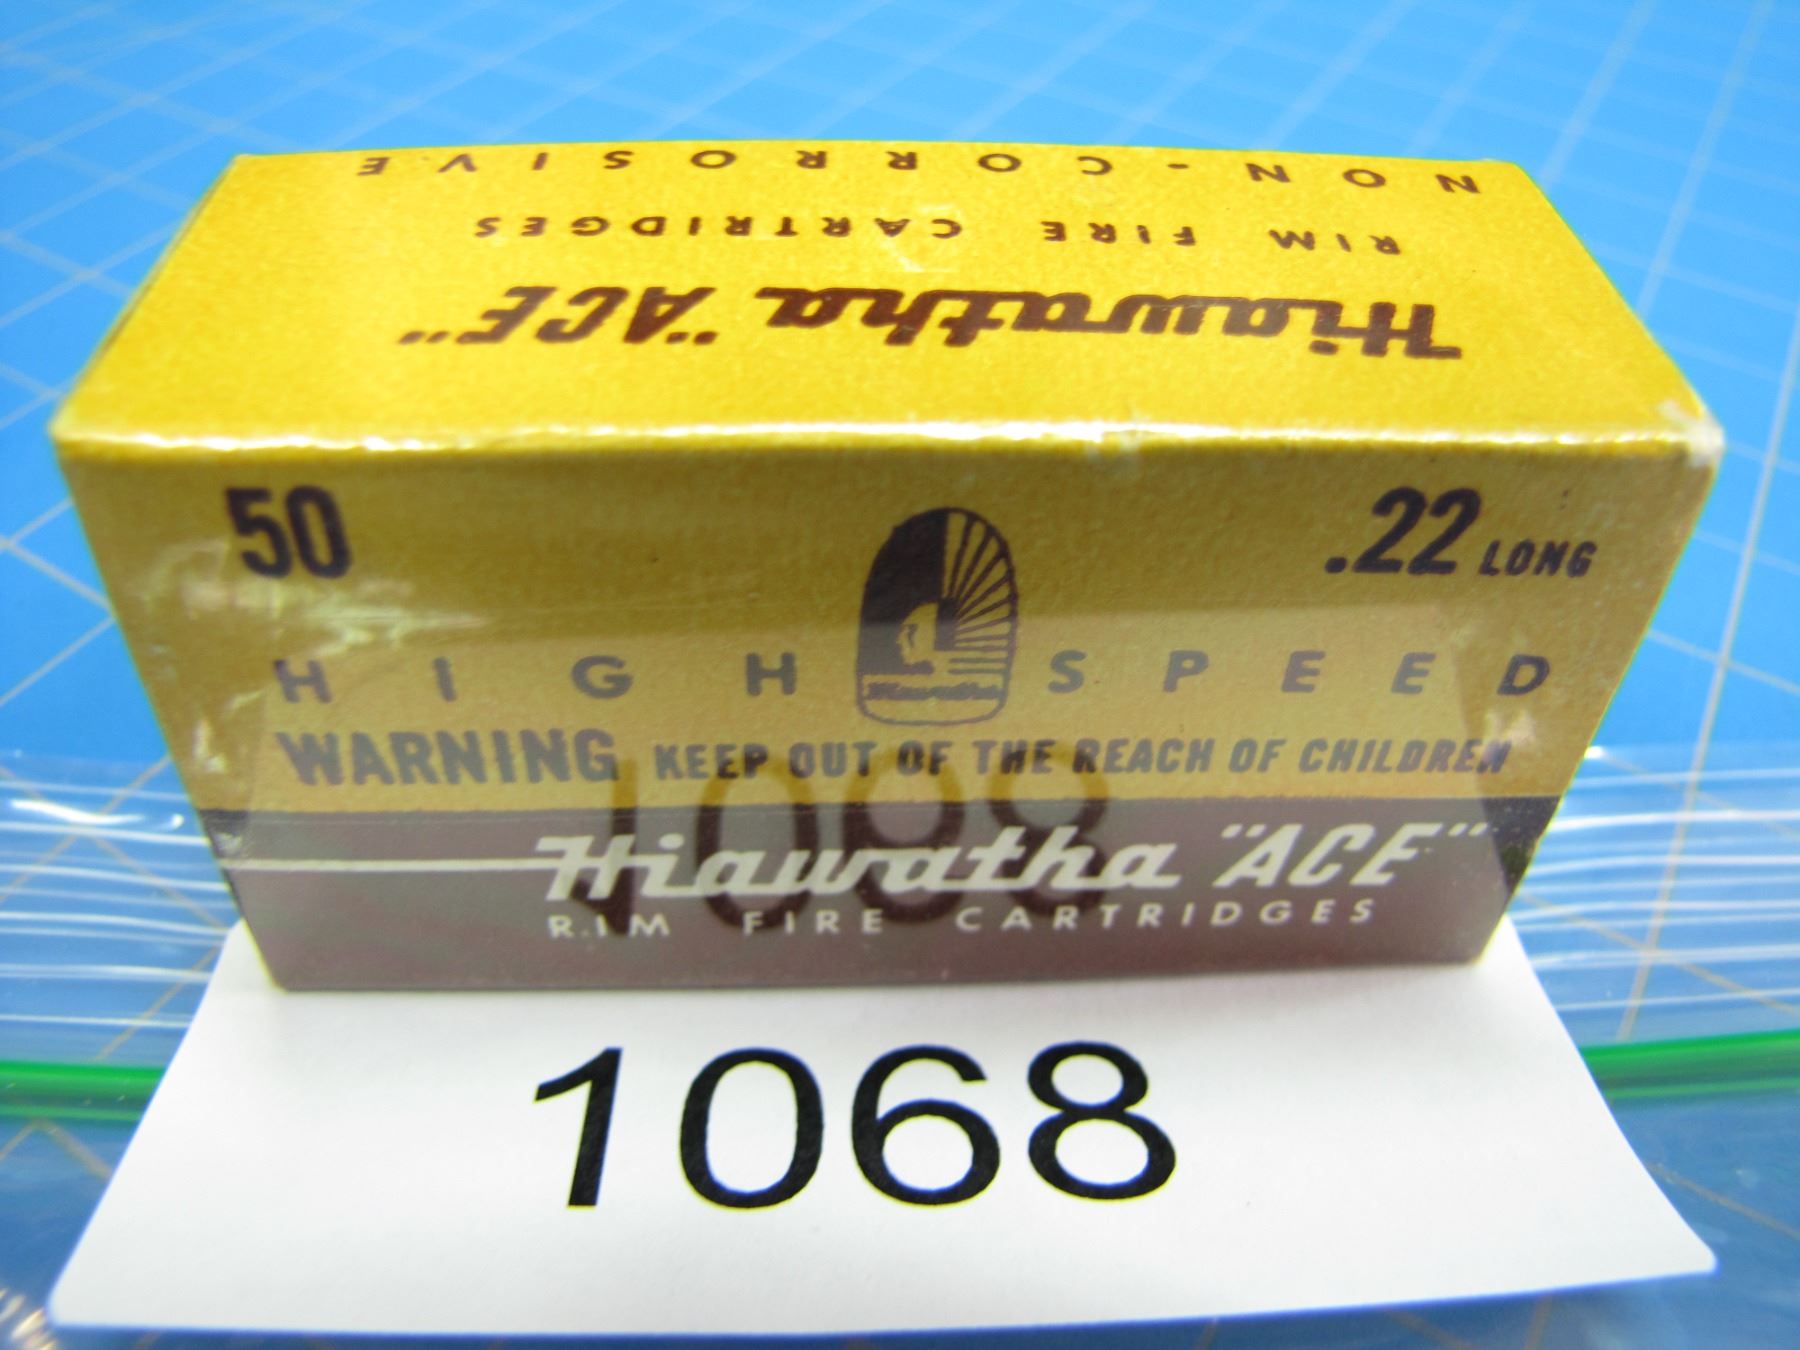 NON-CORROSIVE
RIM FIRE CARTRIDGES
Hiawatha "ACE"
50
.22 LONG
HIGH SPEED
Hiawatha
WARNING KEEP OUT OF THE REACH OF CHILDREN
Hiawatha "ACE"
RIM FIRE CARTRIDGES
1068